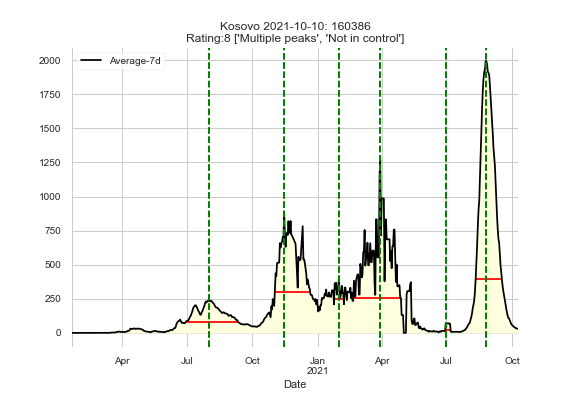 Kosovo 2021-10-10: 160386
Rating:8 ['Multiple peaks', 'Not in control']
Average-7d
2000
1750
1500
1250
1000
750
500
250
0
Apr Jul Oct Jan Apr Jul Oct
2021
Date